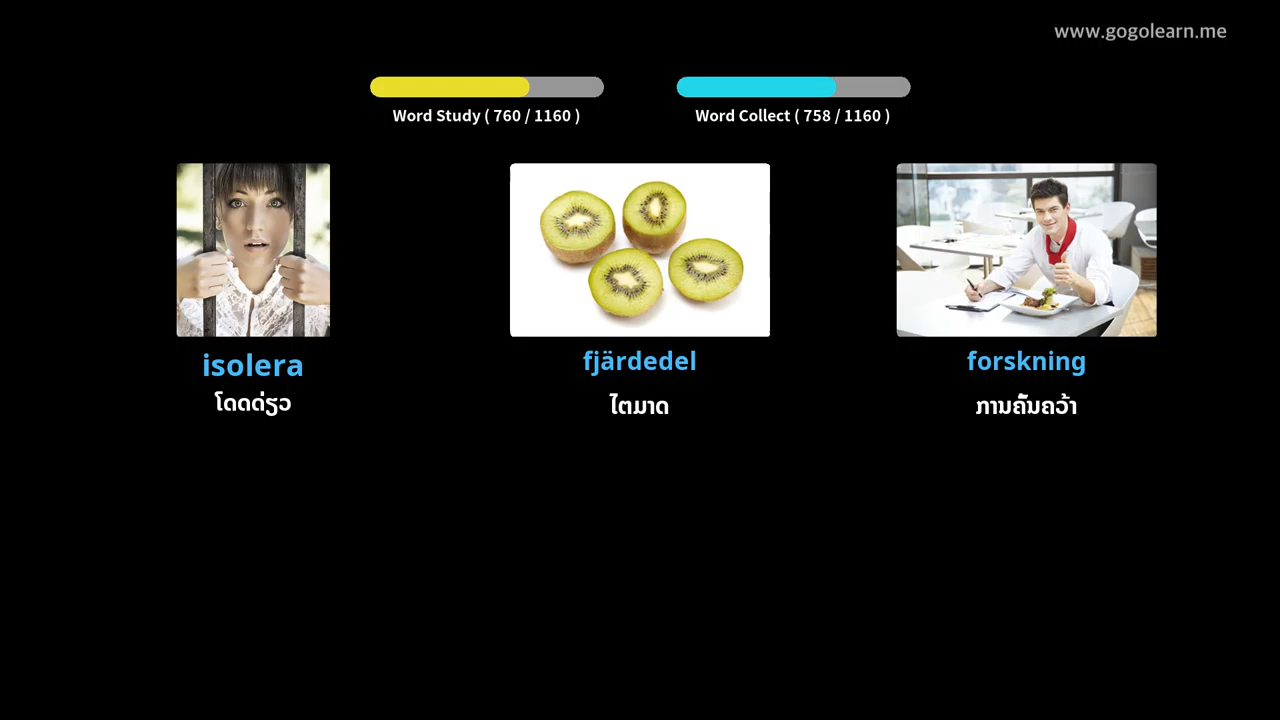 www.gogolearn.me
Word Study ( 760 / 1160 )
Word Collect ( 758 / 1160 )
isolera
ໂດດດ່ຽວ
fjärdedel
ໄຕມາດ
forskning
ການຄົ້ນຄວ້າ